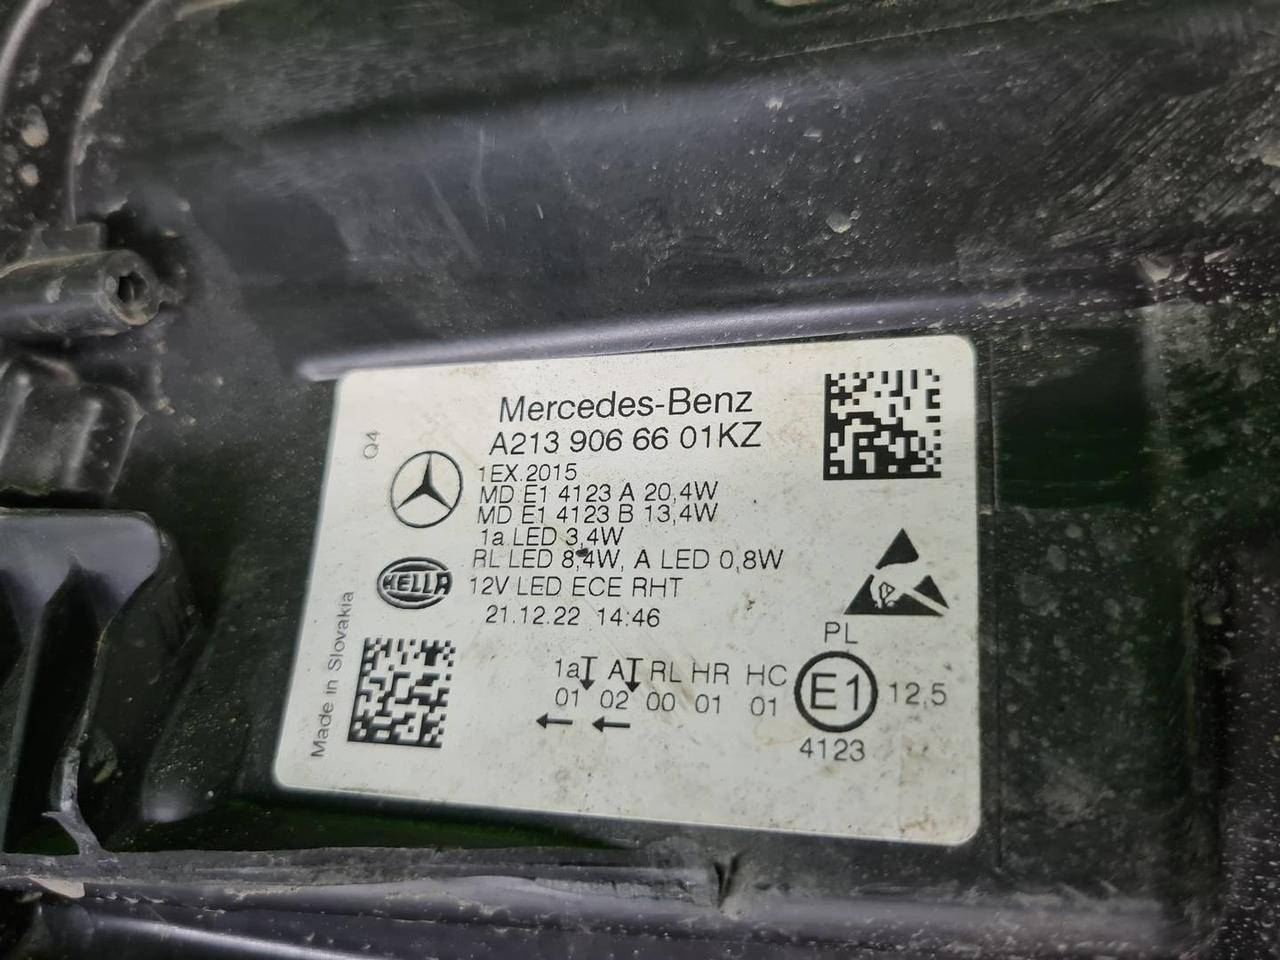 Mercedes-Benz
A213 906 66 01KZ
Q4
1EX.2015
MD E1 4123 A 20,4W
MD E1 4123 B 13,4W
1a LED 3,4W
RL LED 8,4W, A LED 0,8W
12V LED ECE RHT
21.12.22 14:46
HELLA
Made in Slovakia
PL
1a A RL HR HC
01 02 00 01 01
E1
12,5
4123